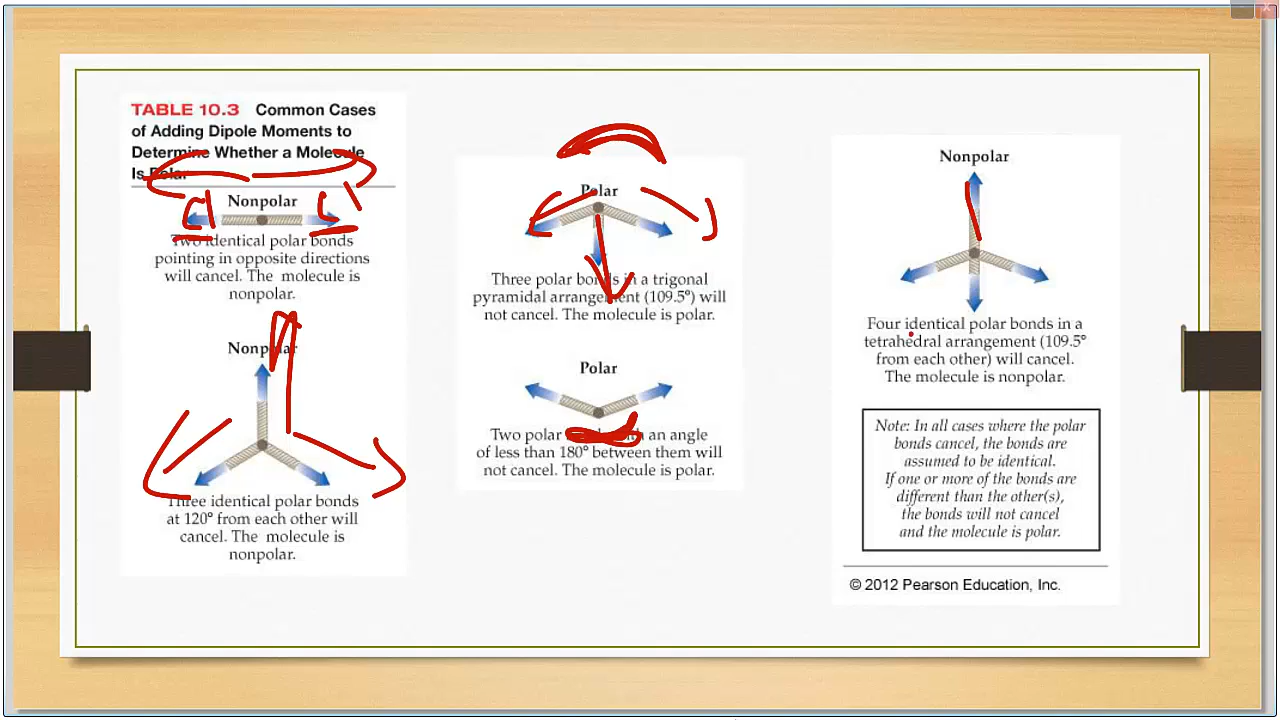 TABLE 10.3 Common Cases
of Adding Dipole Moments to
Determine Whether a Molecule
Is Polar
Nonpolar
Two identical polar bonds
pointing in opposite directions
will cancel. The molecule is
nonpolar.
Nonpolar
Three identical polar bonds
at 120° from each other will
cancel. The molecule is
nonpolar.
Polar
Three polar bonds in a trigonal
pyramidal arrangement (109.5°) will
not cancel. The molecule is polar.
Polar
Two polar an angle
of less than 180° between them will
not cancel. The molecule is polar.
Nonpolar
Four identical polar bonds in a
tetrahedral arrangement (109.5°
from each other) will cancel.
The molecule is nonpolar.
Note: In all cases where the polar
bonds cancel, the bonds are
assumed to be identical.
If one or more of the bonds are
different than the other(s),
the bonds will not cancel
and the molecule is polar.
© 2012 Pearson Education, Inc.